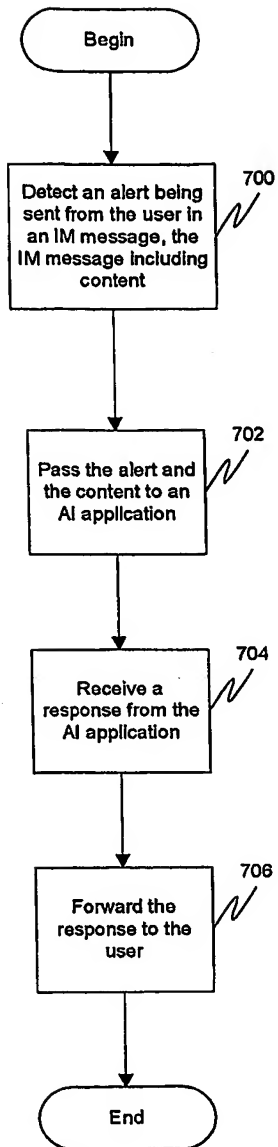 Begin
Detect an alert being
sent from the user in
an IM message, the
IM message including
content
700
Pass the alert and
the content to an
AI application
702
Receive a
response from the
AI application
704
Forward the
response to the
user
706
End